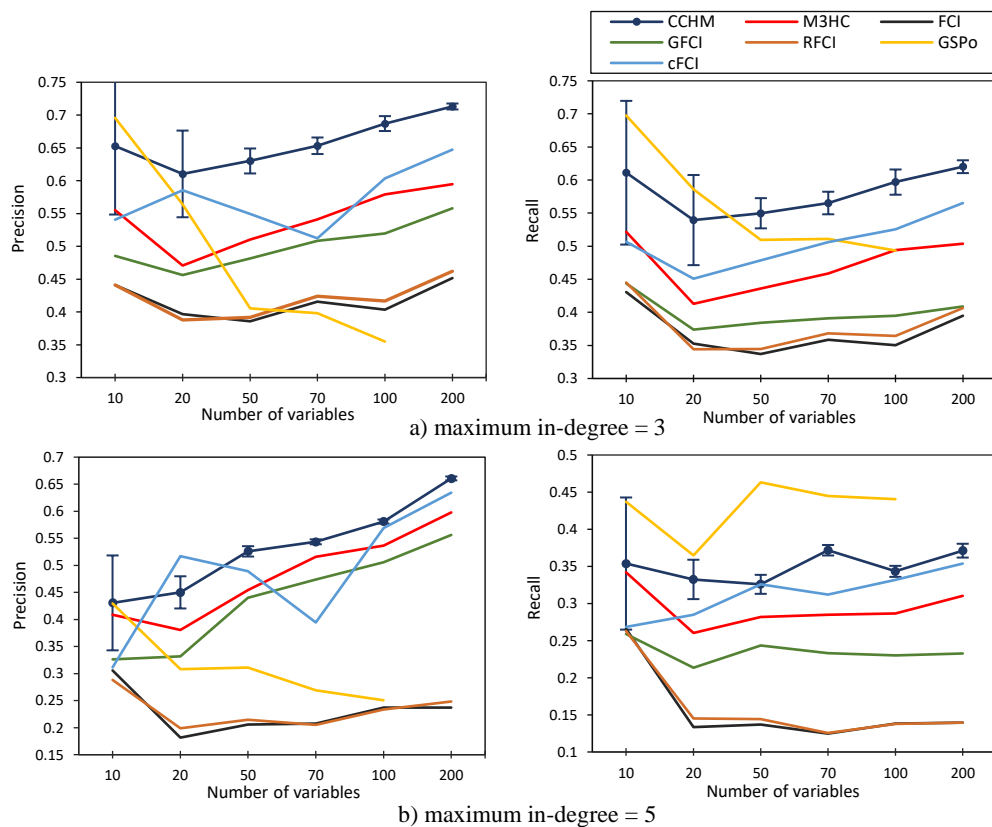 CCHM M3HC FCI
GFCI RFCI GSPo
cFCI
0.75
0.7
0.65
0.6
0.55
0.5
0.45
0.4
0.35
0.3
Precision
10 20 50 70 100 200
Number of variables
0.75
0.7
0.65
0.6
0.55
0.5
0.45
0.4
0.35
0.3
Recall
10 20 50 70 100 200
Number of variables
a) maximum in-degree = 3
0.7
0.65
0.6
0.55
0.5
0.45
0.4
0.35
0.3
0.25
0.2
0.15
Precision
10 20 50 70 100 200
Number of variables
0.5
0.45
0.4
0.35
0.3
0.25
0.2
0.15
0.1
Recall
10 20 50 70 100 200
Number of variables
b) maximum in-degree = 5